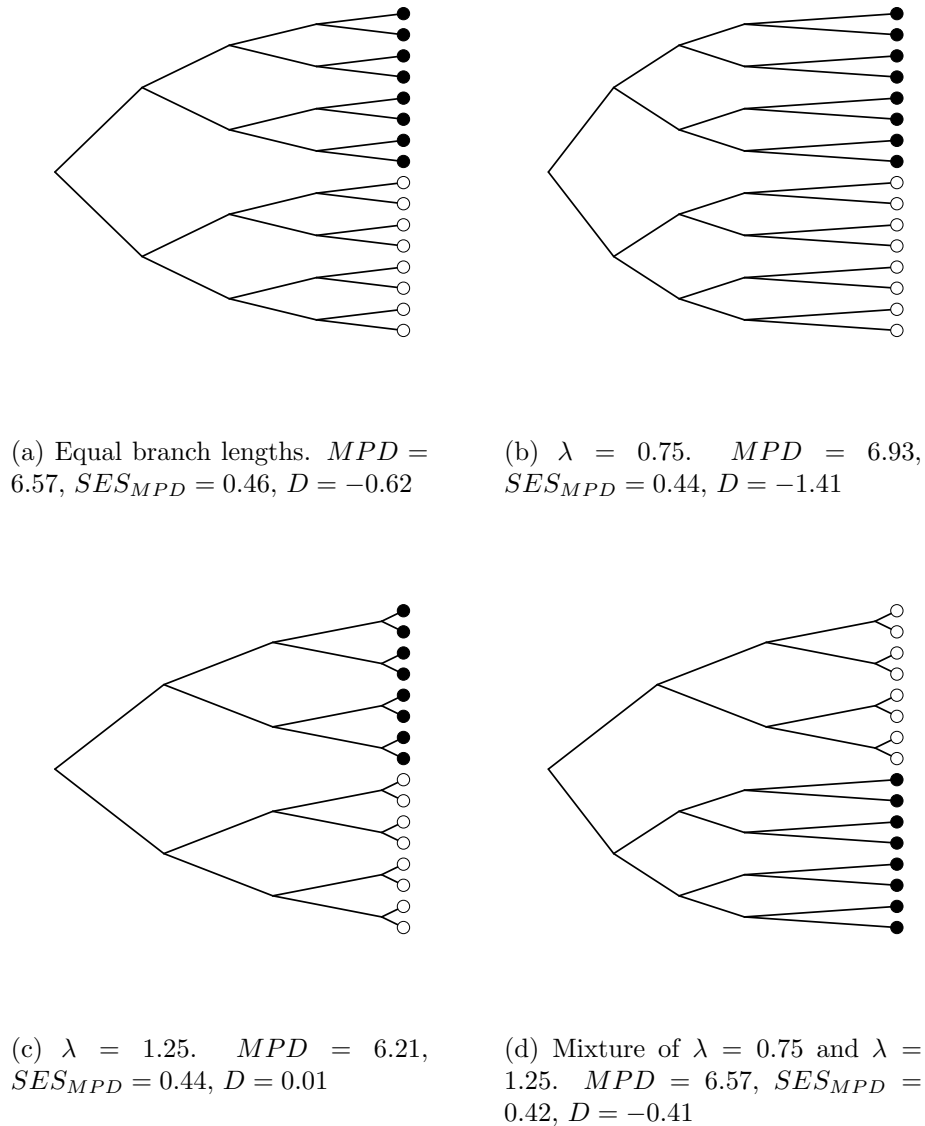 (a) Equal branch lengths. MPD =
6.57, SES_MPD = 0.46, D = −0.62
(b) λ = 0.75. MPD = 6.93,
SES_MPD = 0.44, D = −1.41
(c) λ = 1.25. MPD = 6.21,
SES_MPD = 0.44, D = 0.01
(d) Mixture of λ = 0.75 and λ =
1.25. MPD = 6.57, SES_MPD =
0.42, D = −0.41